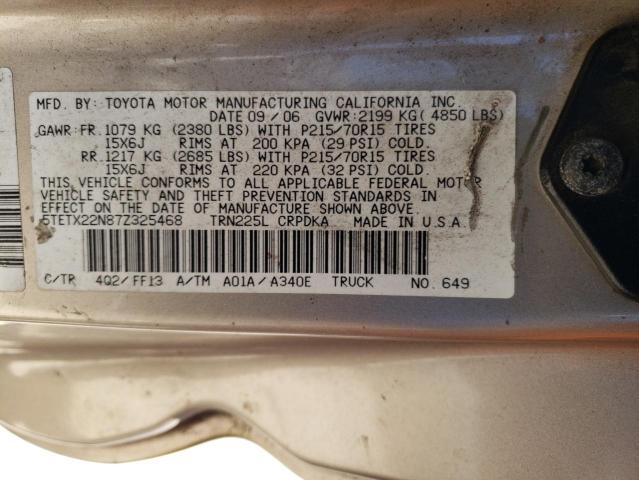 MFD. BY: TOYOTA MOTOR MANUFACTURING CALIFORNIA INC.
DATE 09/06 GVWR:2199 KG(4850 LBS)
GAWR:FR.1079 KG (2380 LBS) WITH P215/70R15 TIRES
15X6J RIMS AT 200 KPA (29 PSI) COLD.
RR.1217 KG (2685 LBS) WITH P215/70R15 TIRES
15X6J RIMS AT 220 KPA (32 PSI) COLD.
THIS VEHICLE CONFORMS TO ALL APPLICABLE FEDERAL MOTOR
VEHICLE SAFETY AND THEFT PREVENTION STANDARDS IN
EFFECT ON THE DATE OF MANUFACTURE SHOWN ABOVE.
5TETX22N87Z325468 TRN225L CRPDKA MADE IN U.S.A.
C/TR 4Q2/FF13 A/TM A01A/A340E TRUCK NO. 649